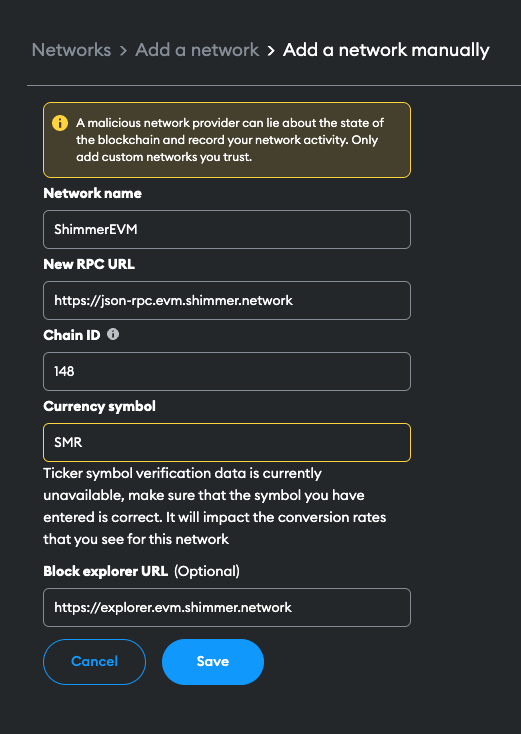 Networks > Add a network > Add a network manually
A malicious network provider can lie about the state of
the blockchain and record your network activity. Only
add custom networks you trust.
Network name
ShimmerEVM
New RPC URL
https://json-rpc.evm.shimmer.network
Chain ID
148
Currency symbol
SMR
Ticker symbol verification data is currently
unavailable, make sure that the symbol you have
entered is correct. It will impact the conversion rates
that you see for this network
Block explorer URL (Optional)
https://explorer.evm.shimmer.network
Cancel Save